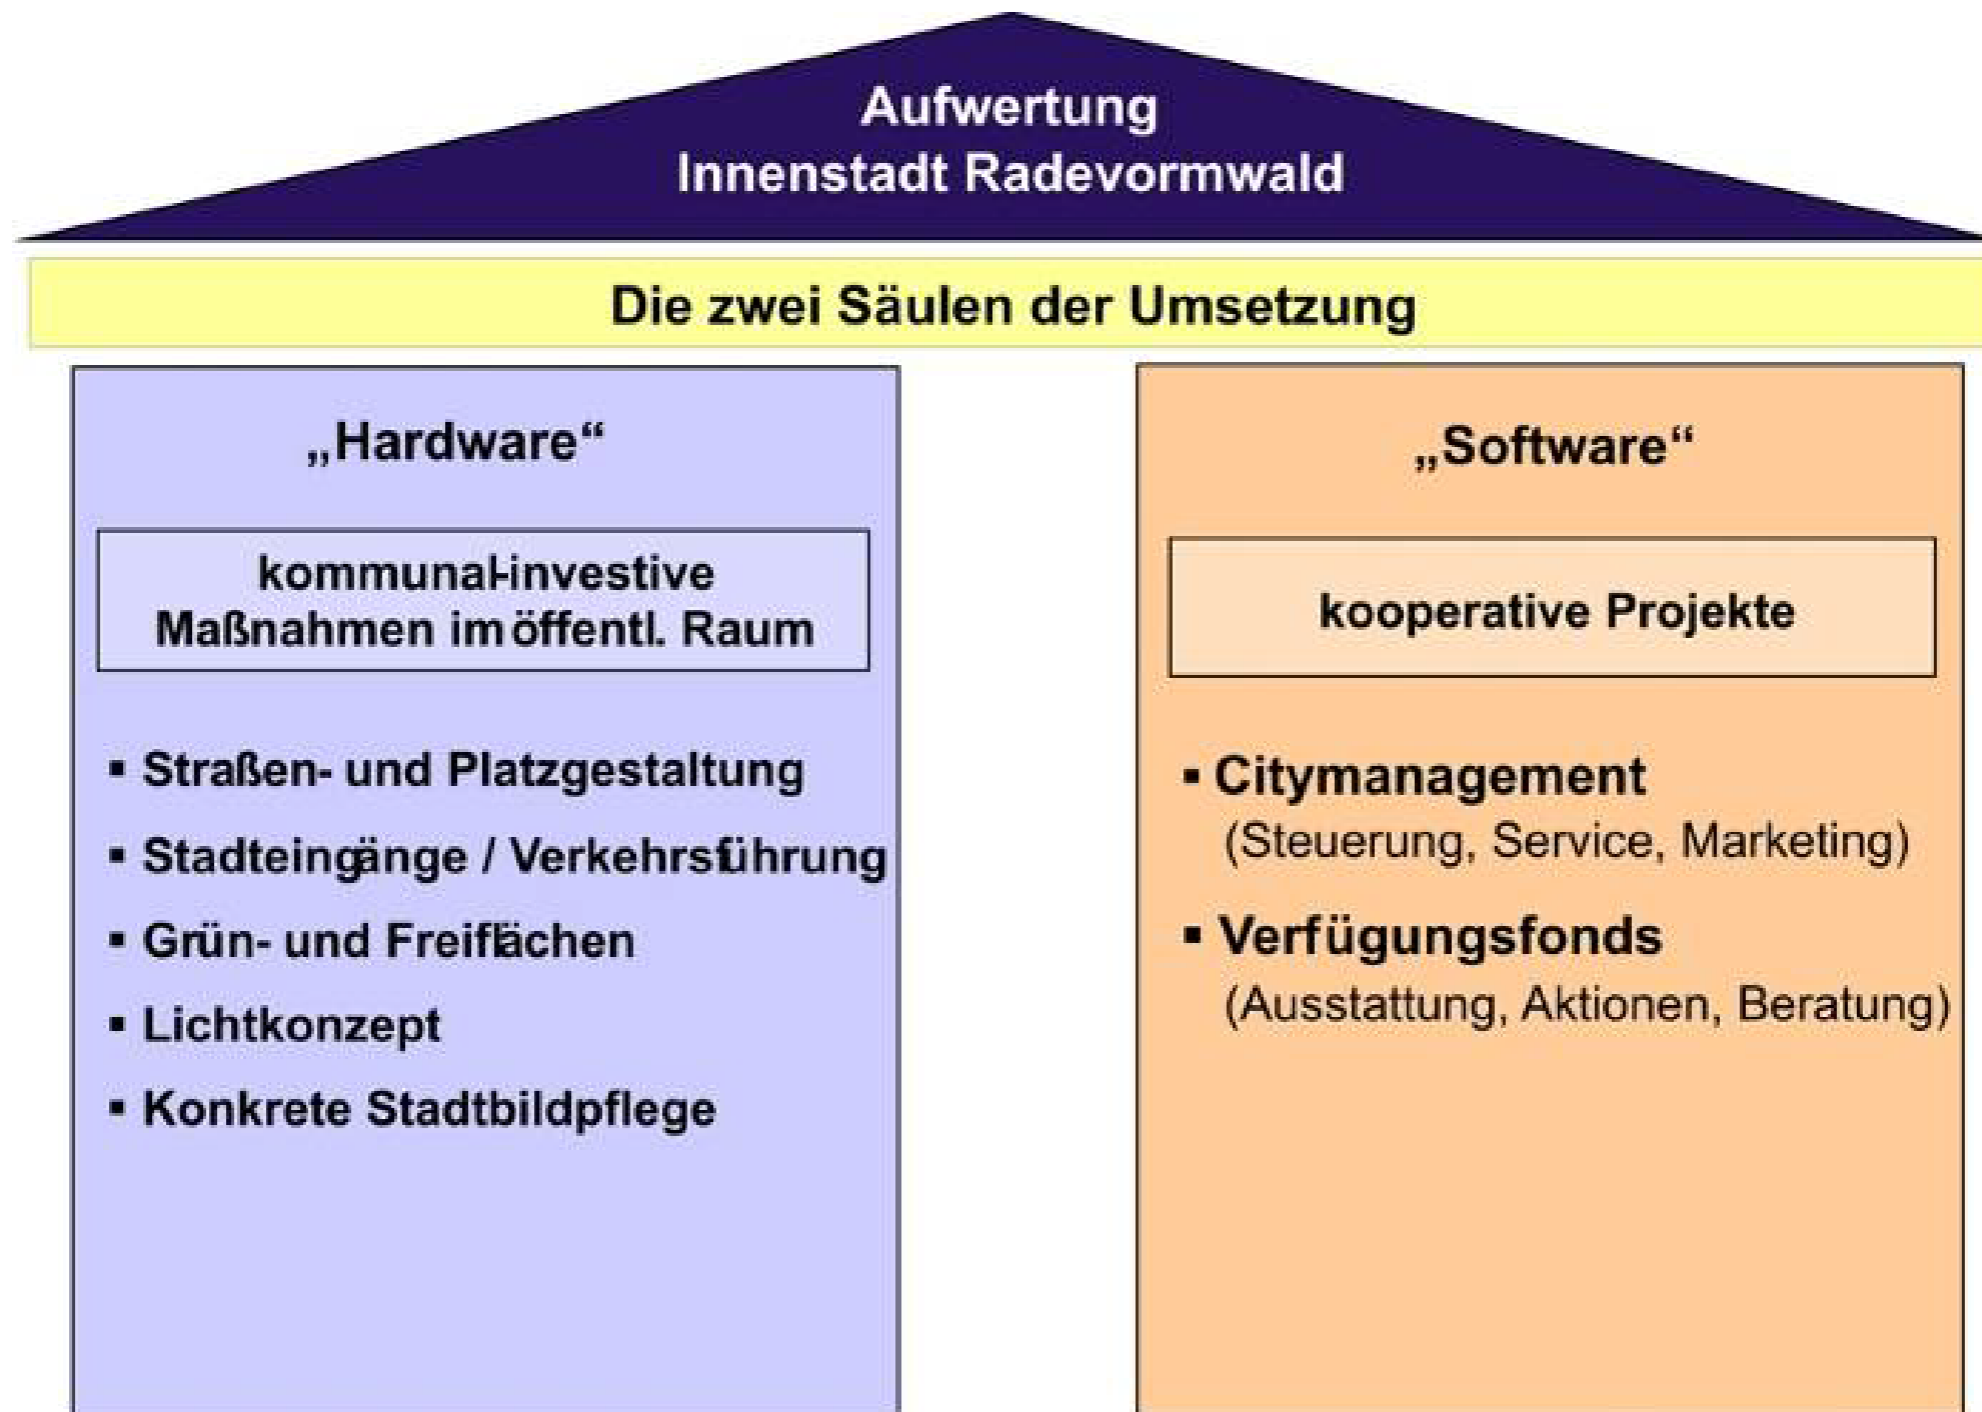 Aufwertung
Innenstadt Radevormwald
Die zwei Säulen der Umsetzung
„Hardware“
kommunal-investive
Maßnahmen im öffentl. Raum
▪ Straßen- und Platzgestaltung
▪ Stadteingänge / Verkehrsführung
▪ Grün- und Freiflächen
▪ Lichtkonzept
▪ Konkrete Stadtbildpflege
„Software“
kooperative Projekte
▪ Citymanagement
(Steuerung, Service, Marketing)
▪ Verfügungsfonds
(Ausstattung, Aktionen, Beratung)